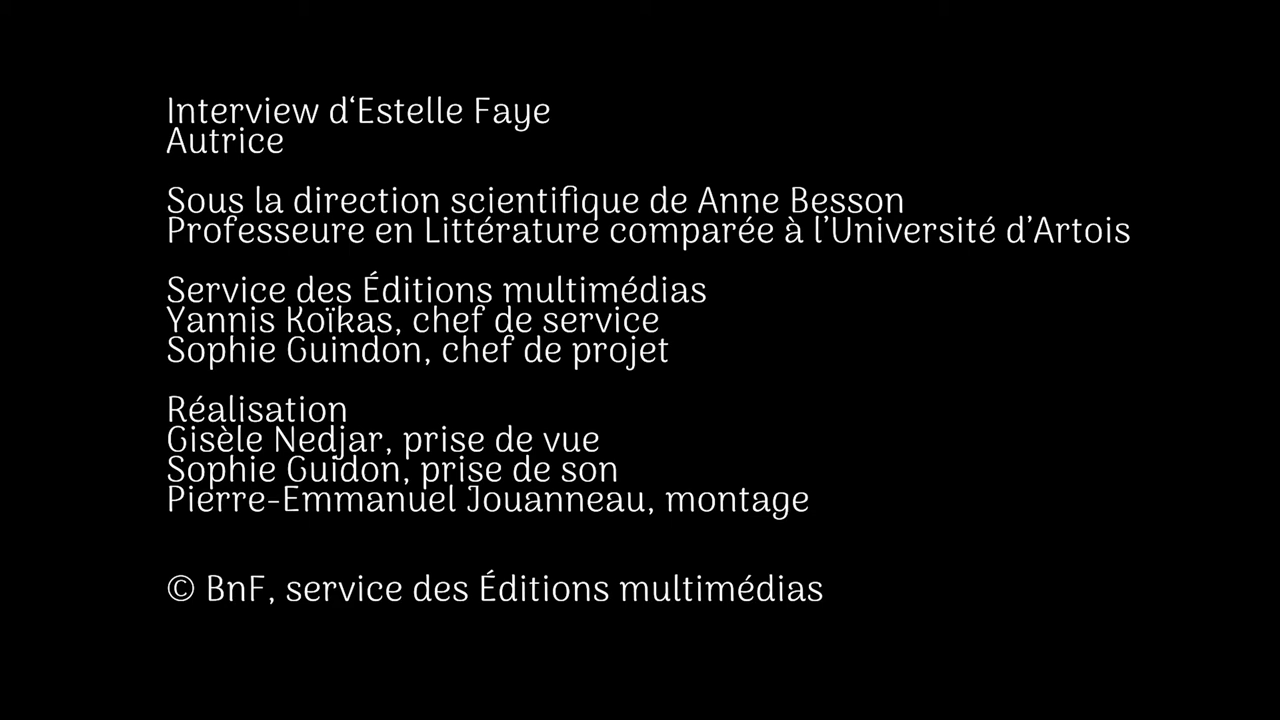 Interview d‘Estelle Faye
Autrice
Sous la direction scientifique de Anne Besson
Professeure en Littérature comparée à l’Université d’Artois
Service des Éditions multimédias
Yannis Koïkas, chef de service
Sophie Guindon, chef de projet
Réalisation
Gisèle Nedjar, prise de vue
Sophie Guidon, prise de son
Pierre-Emmanuel Jouanneau, montage
© BnF, service des Éditions multimédias